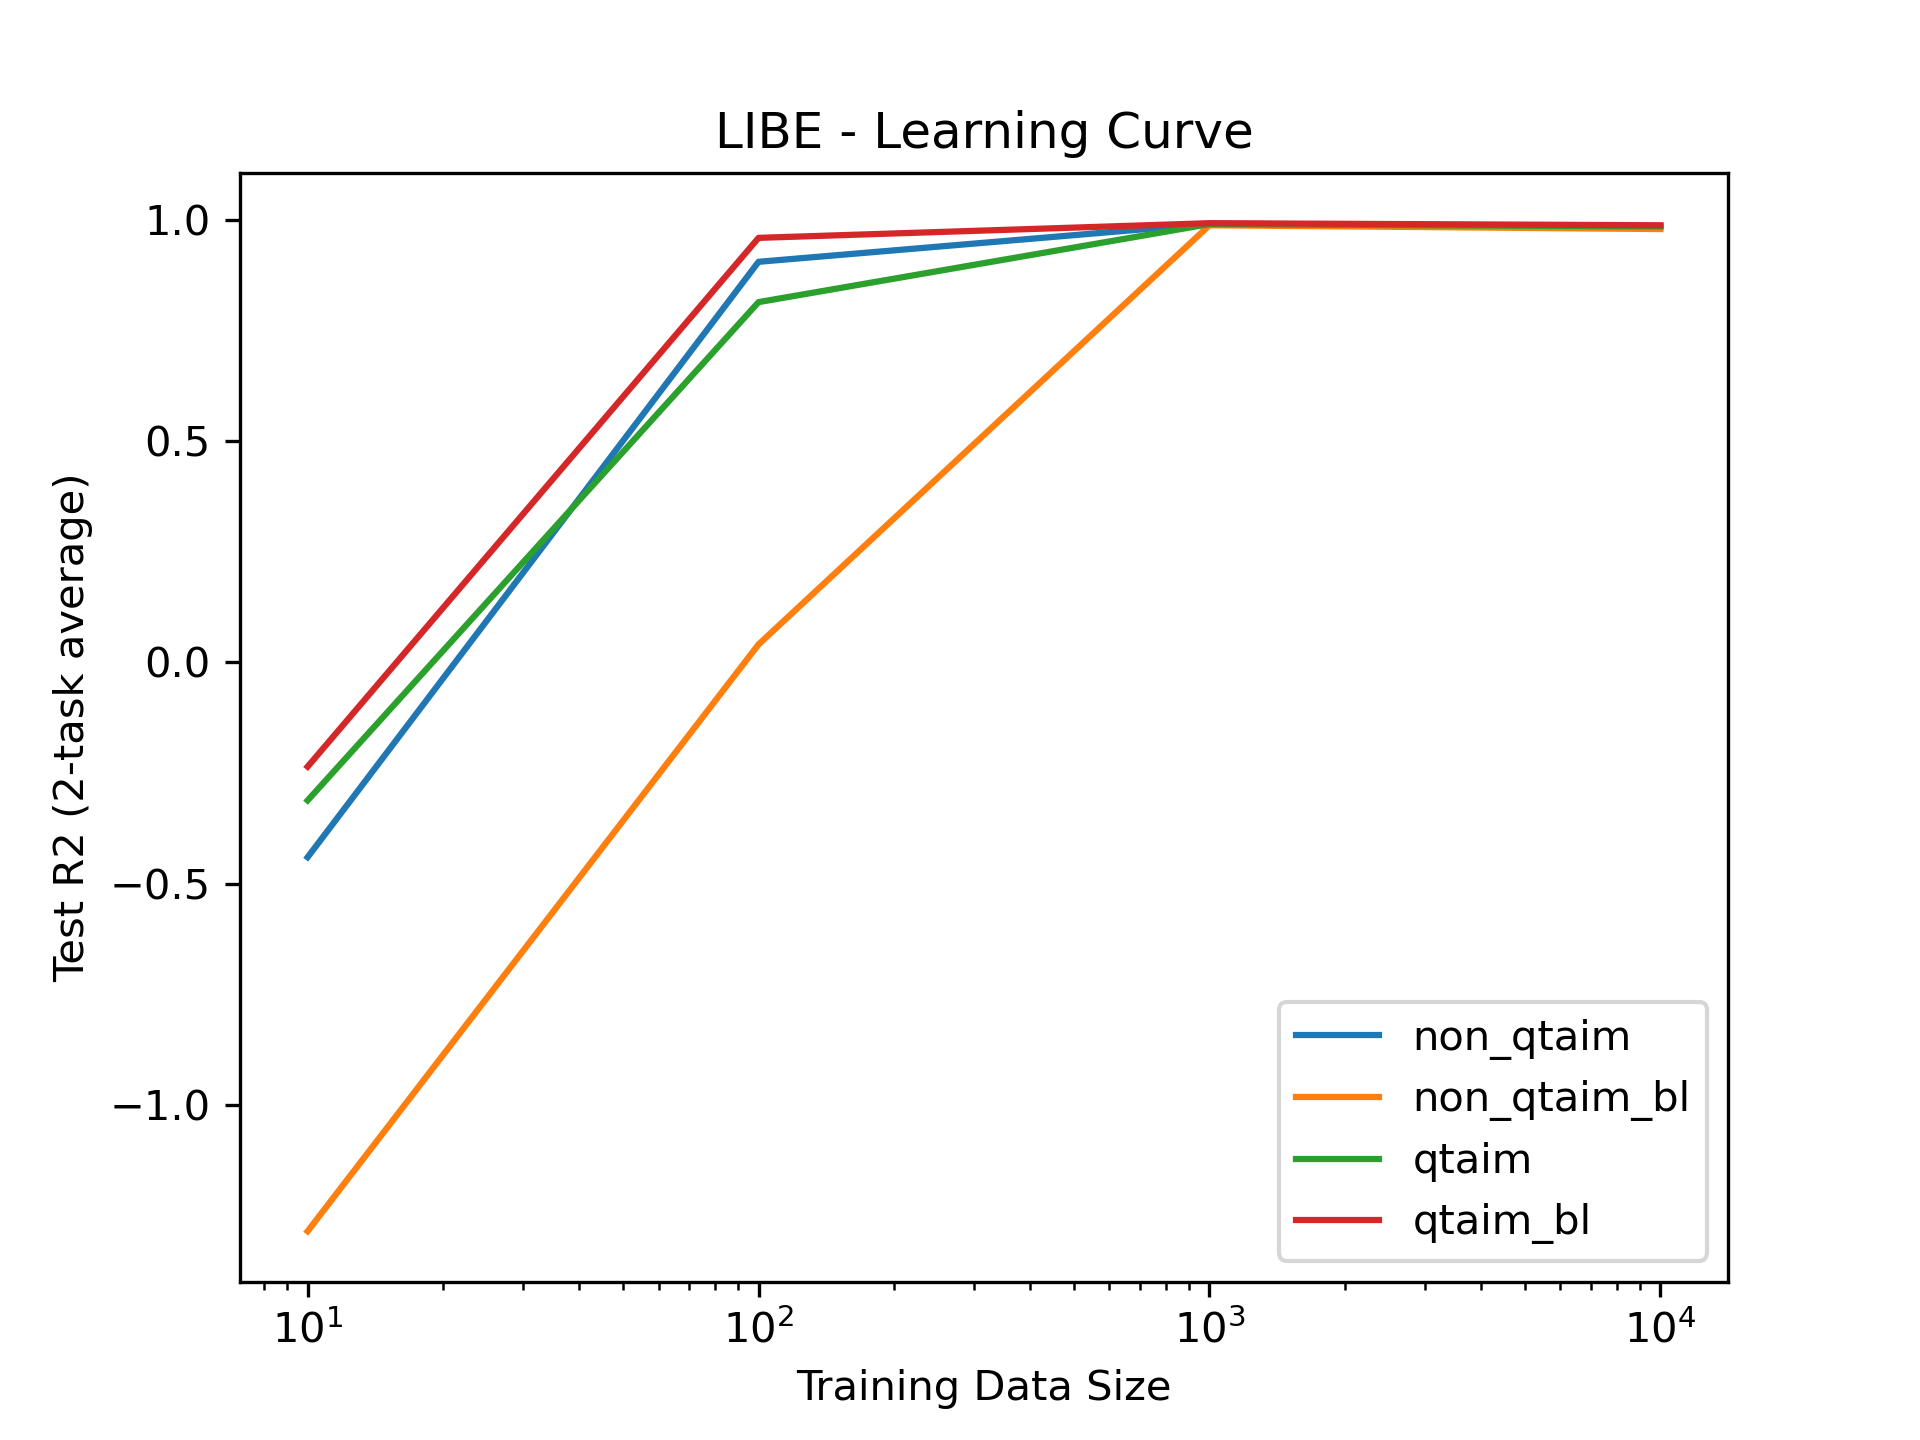 LIBE - Learning Curve
Test R2 (2-task average)
1.0
0.5
0.0
−0.5
−1.0
10¹ 10² 10³ 10⁴
Training Data Size
non_qtaim
non_qtaim_bl
qtaim
qtaim_bl